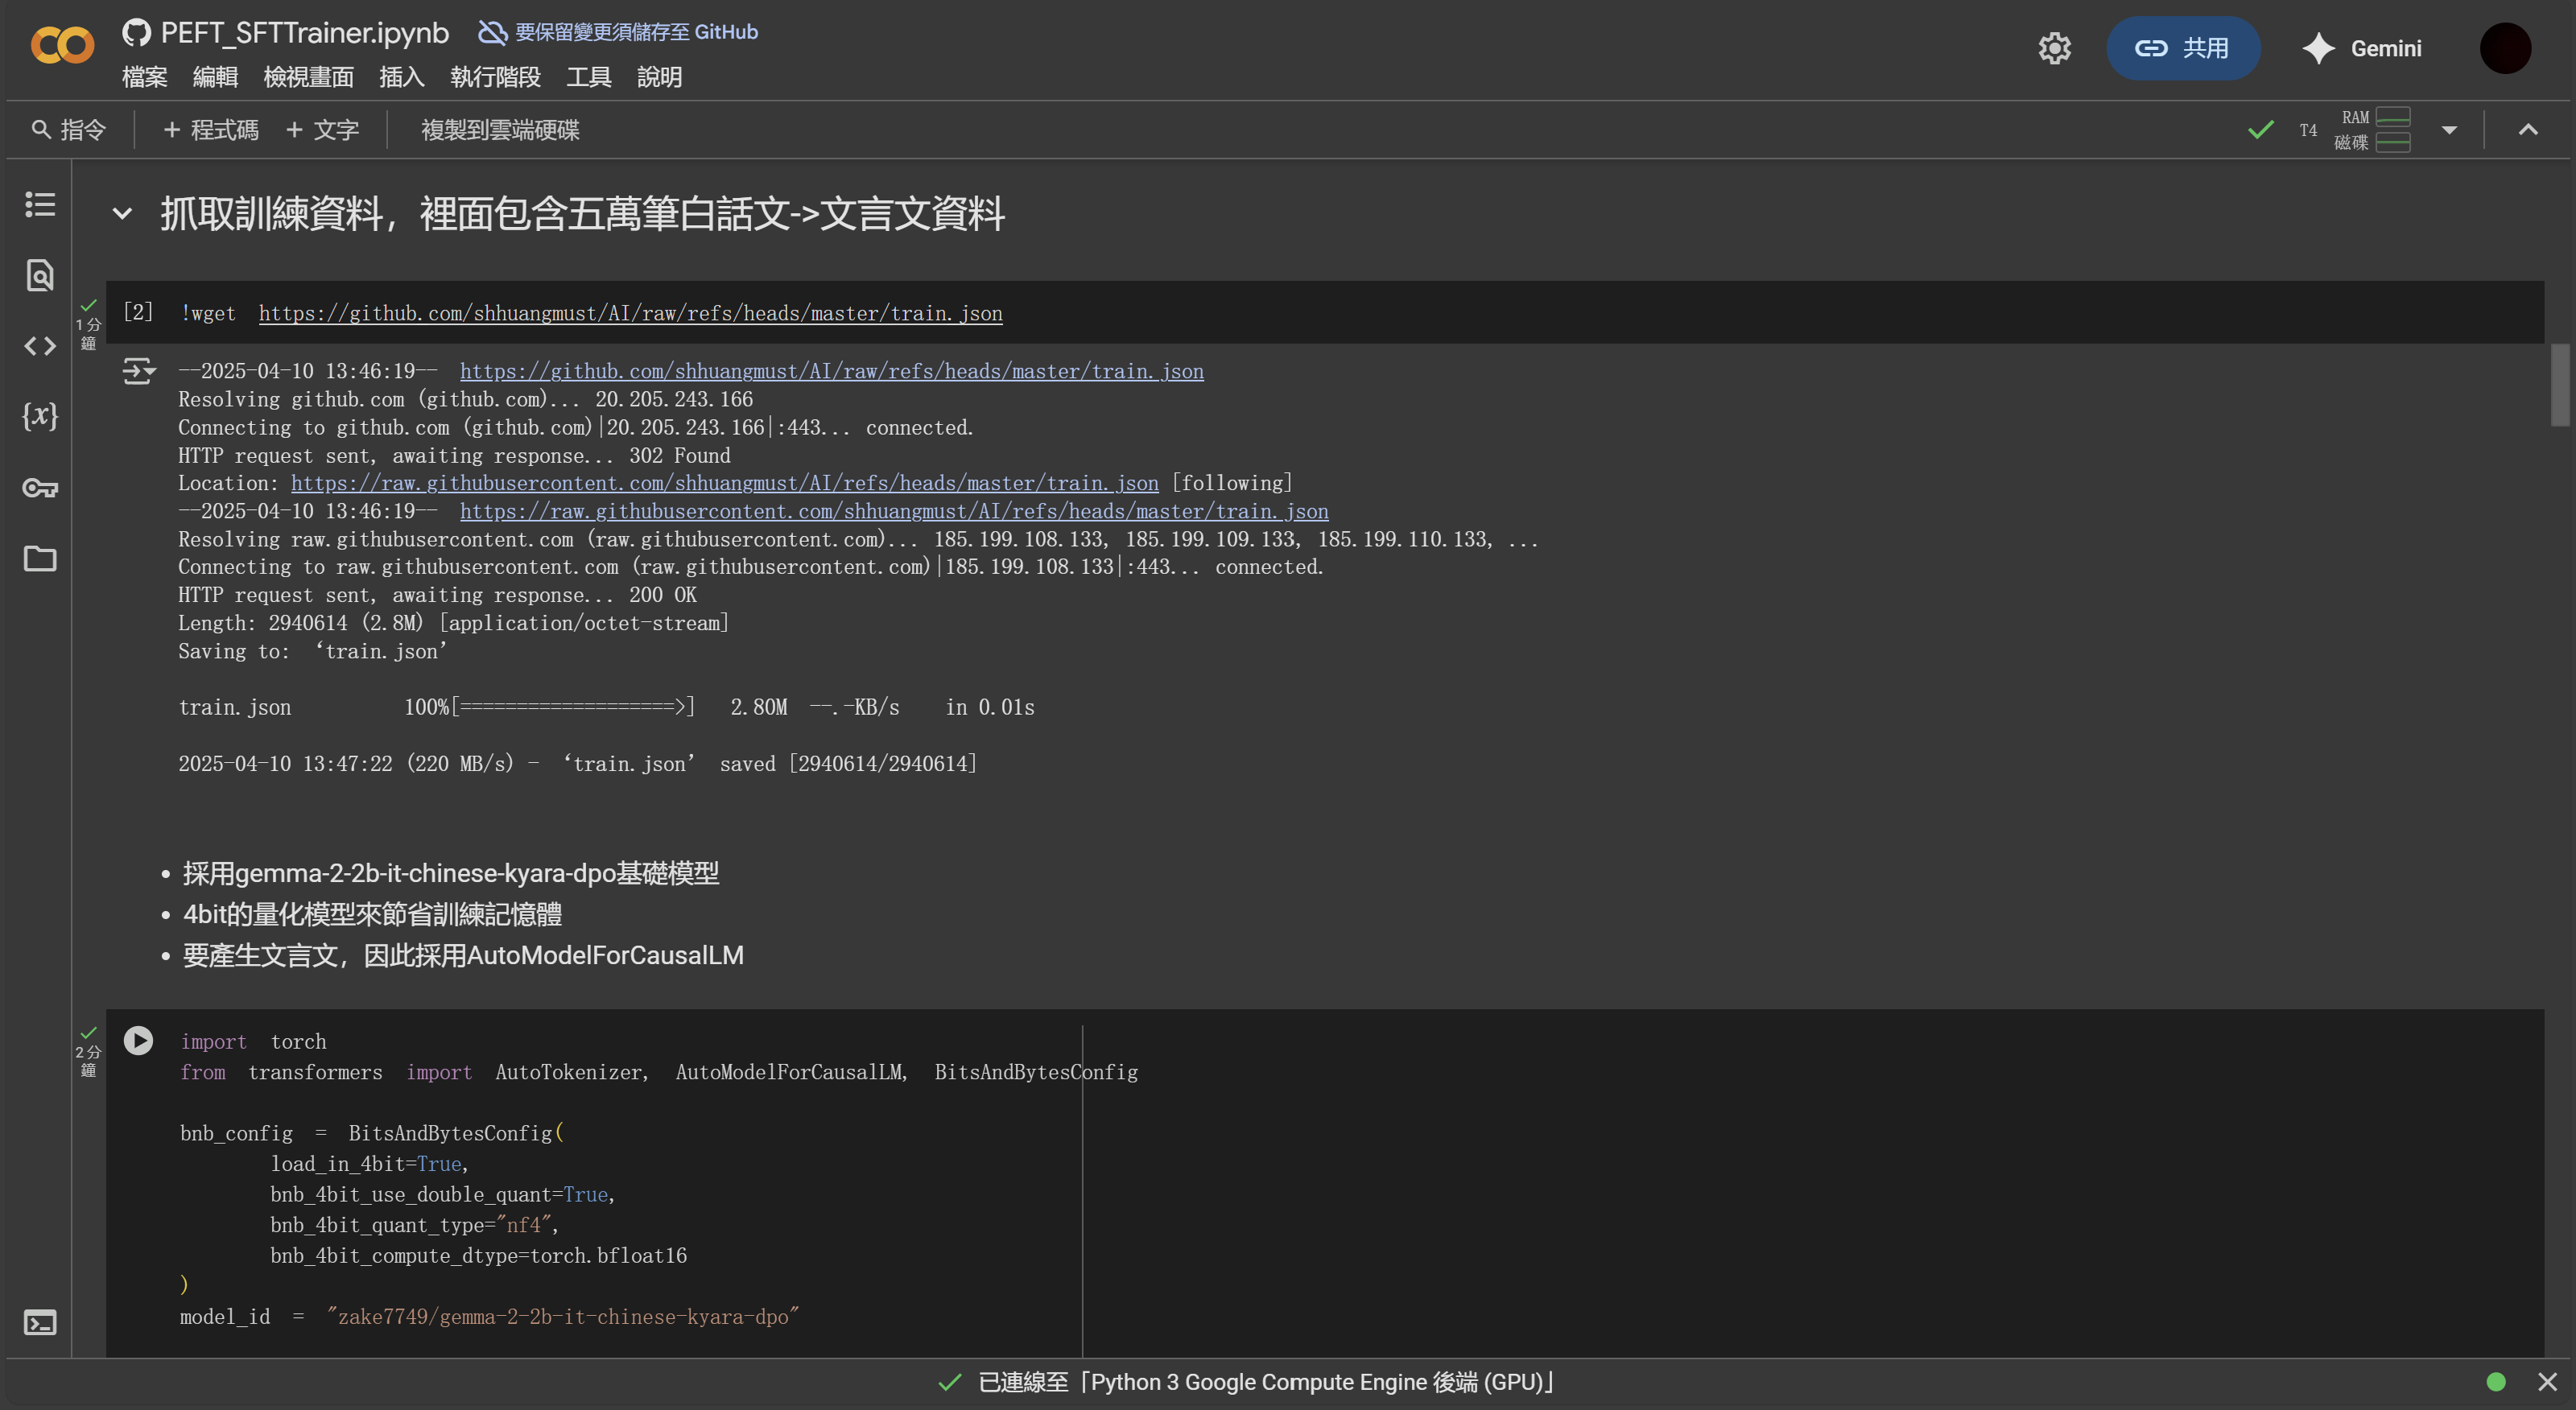 PEFT_SFTTrainer.ipynb 要保留變更須儲存至 GitHub
檔案 編輯 檢視畫面 插入 執行階段 工具 說明
共用 Gemini
指令 + 程式碼 + 文字 複製到雲端硬碟
T4 RAM
磁碟
抓取訓練資料，裡面包含五萬筆白話文->文言文資料
1 分
鐘
[2] !wget https://github.com/shhuangmust/AI/raw/refs/heads/master/train.json
--2025-04-10 13:46:19-- https://github.com/shhuangmust/AI/raw/refs/heads/master/train.json
Resolving github.com (github.com)... 20.205.243.166
Connecting to github.com (github.com)|20.205.243.166|:443... connected.
HTTP request sent, awaiting response... 302 Found
Location: https://raw.githubusercontent.com/shhuangmust/AI/refs/heads/master/train.json [following]
--2025-04-10 13:46:19-- https://raw.githubusercontent.com/shhuangmust/AI/refs/heads/master/train.json
Resolving raw.githubusercontent.com (raw.githubusercontent.com)... 185.199.108.133, 185.199.109.133, 185.199.110.133, ...
Connecting to raw.githubusercontent.com (raw.githubusercontent.com)|185.199.108.133|:443... connected.
HTTP request sent, awaiting response... 200 OK
Length: 2940614 (2.8M) [application/octet-stream]
Saving to: ‘train.json’
train.json 100%[===================>] 2.80M --.-KB/s in 0.01s
2025-04-10 13:47:22 (220 MB/s) - ‘train.json’ saved [2940614/2940614]
• 採用gemma-2-2b-it-chinese-kyara-dpo基礎模型
• 4bit的量化模型來節省訓練記憶體
• 要產生文言文，因此採用AutoModelForCausalLM
2 分
鐘
import torch
from transformers import AutoTokenizer, AutoModelForCausalLM, BitsAndBytesConfig
bnb_config = BitsAndBytesConfig(
load_in_4bit=True,
bnb_4bit_use_double_quant=True,
bnb_4bit_quant_type="nf4",
bnb_4bit_compute_dtype=torch.bfloat16
)
model_id = "zake7749/gemma-2-2b-it-chinese-kyara-dpo"
已連線至「Python 3 Google Compute Engine 後端 (GPU)」